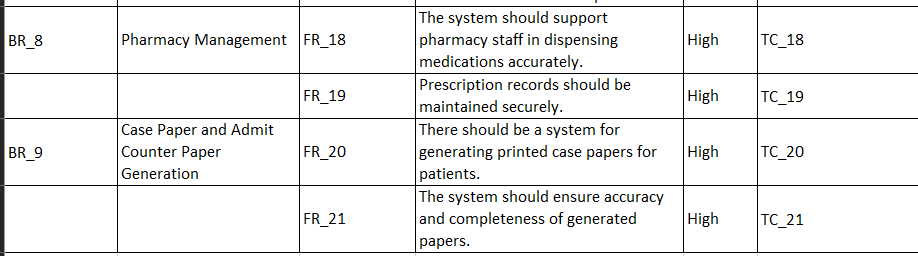 BR_8 Pharmacy Management FR_18 The system should support pharmacy staff in dispensing medications accurately. High TC_18
FR_19 Prescription records should be maintained securely. High TC_19
BR_9 Case Paper and Admit Counter Paper Generation FR_20 There should be a system for generating printed case papers for patients. High TC_20
FR_21 The system should ensure accuracy and completeness of generated papers. High TC_21